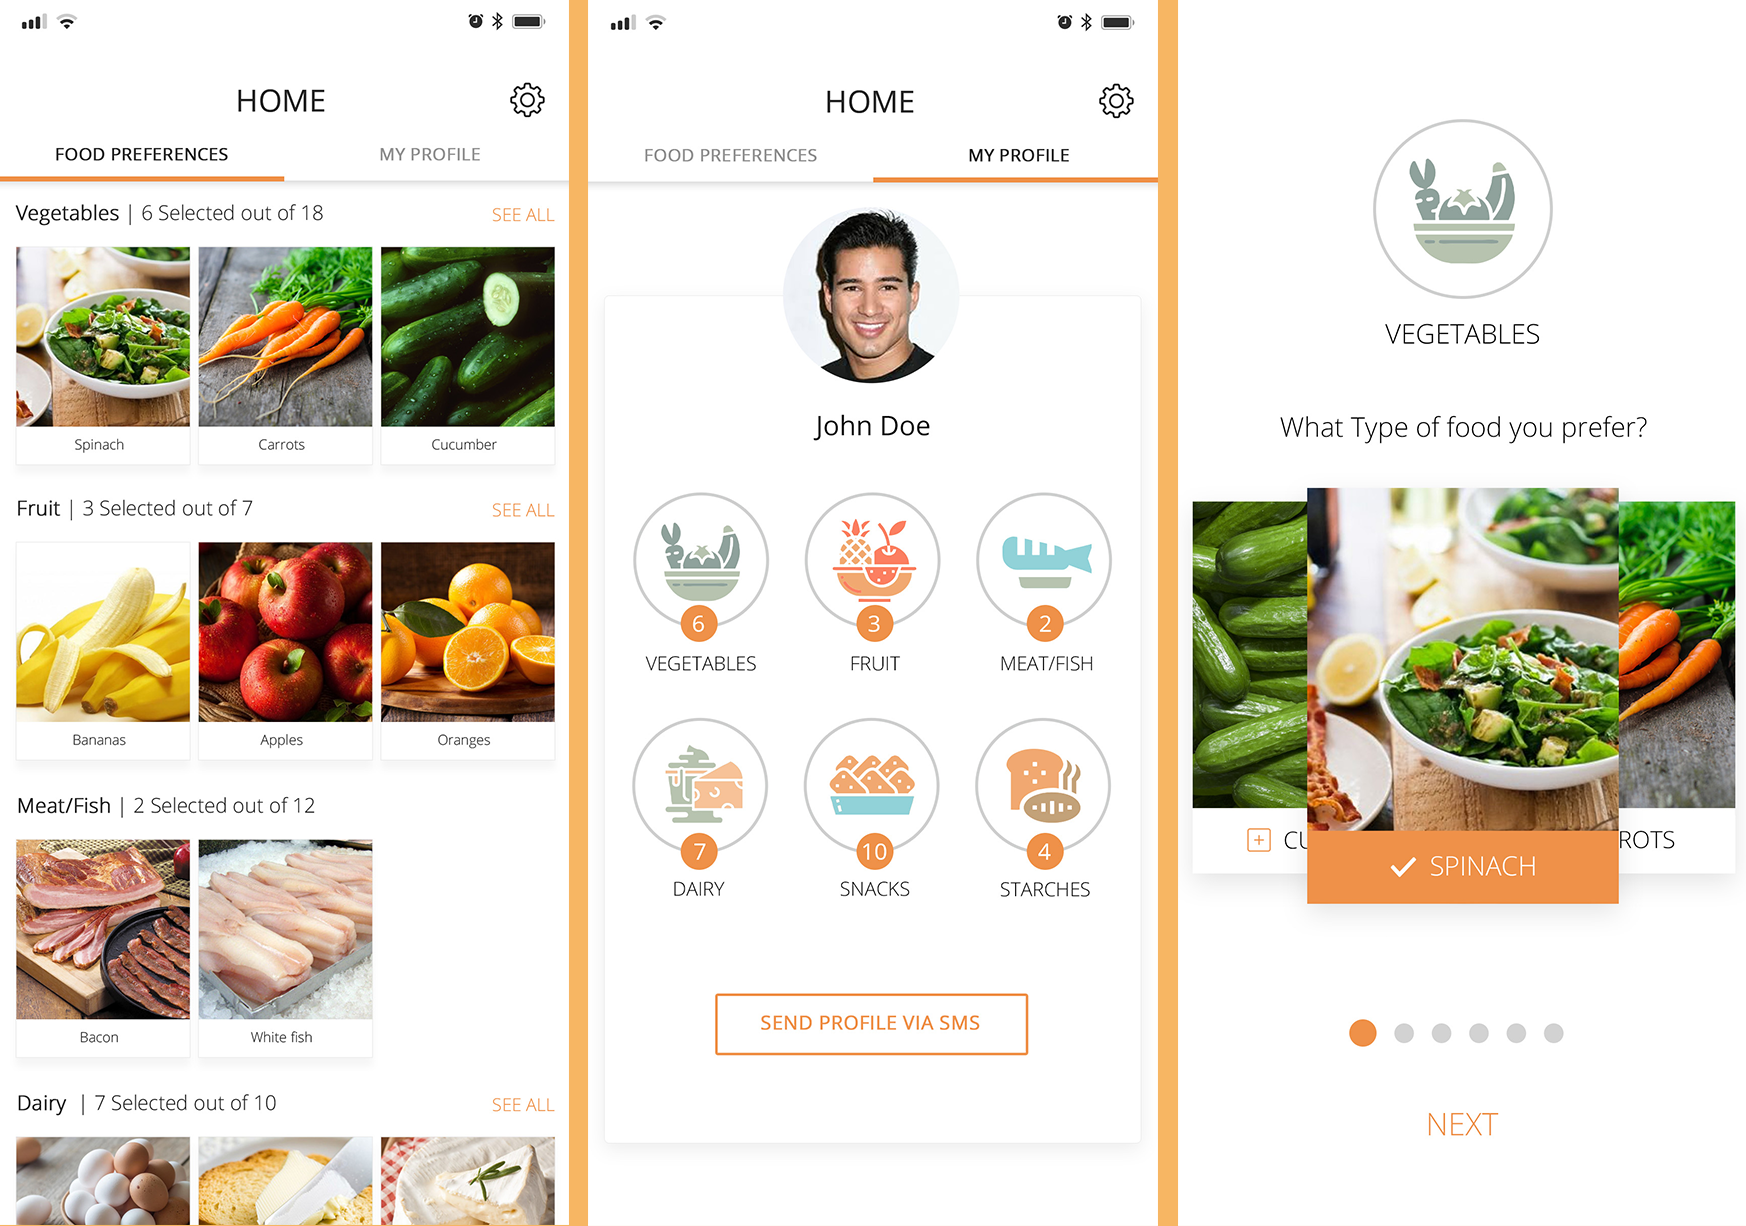 HOME
FOOD PREFERENCES MY PROFILE
Vegetables | 6 Selected out of 18 SEE ALL
Spinach Carrots Cucumber
Fruit | 3 Selected out of 7 SEE ALL
Bananas Apples Oranges
Meat/Fish | 2 Selected out of 12
Bacon White fish
Dairy | 7 Selected out of 10 SEE ALL
HOME
FOOD PREFERENCES MY PROFILE
John Doe
6 3 2
VEGETABLES FRUIT MEAT/FISH
7 10 4
DAIRY SNACKS STARCHES
SEND PROFILE VIA SMS
VEGETABLES
What Type of food you prefer?
CU ROTS
SPINACH
NEXT